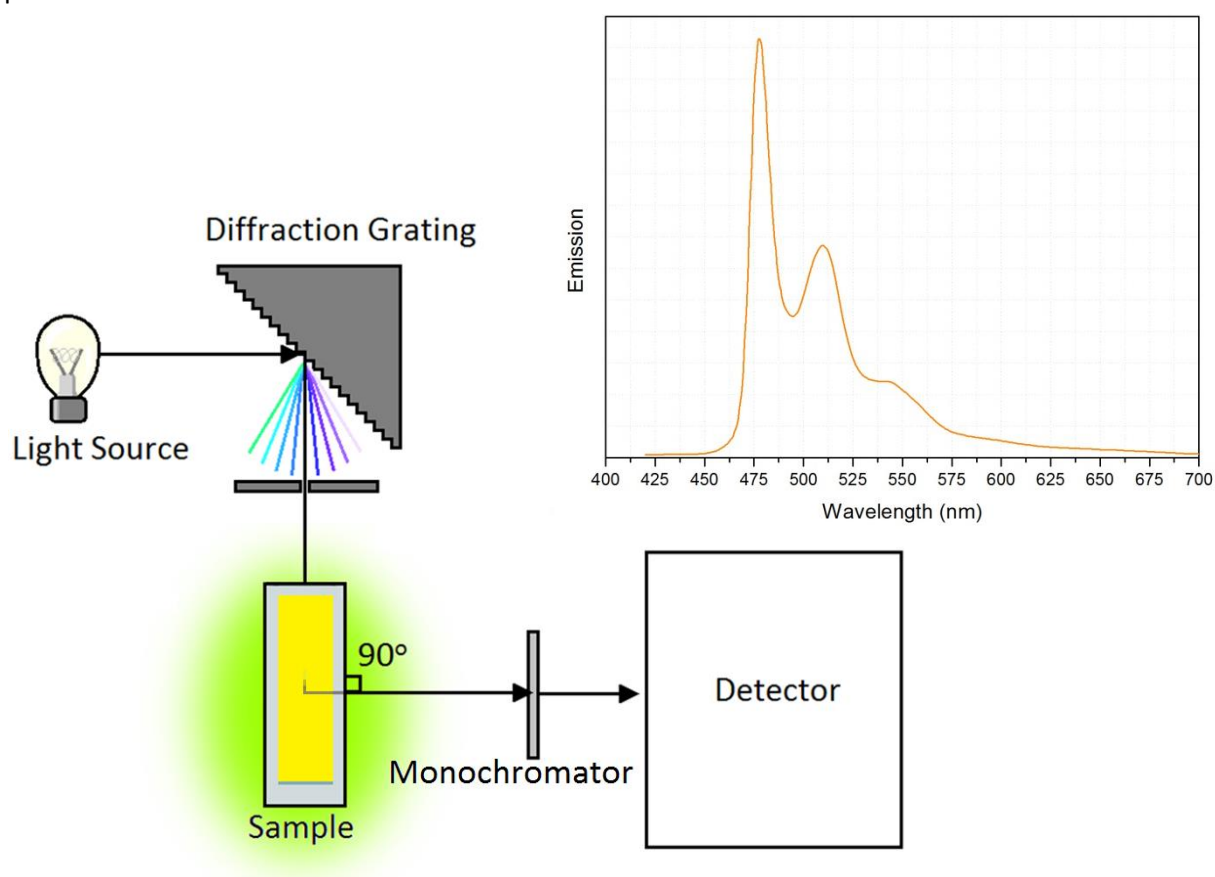 Emission
400 425 450 475 500 525 550 575 600 625 650 675 700
Wavelength (nm)
Diffraction Grating
Light Source
90°
Detector
Monochromator
Sample